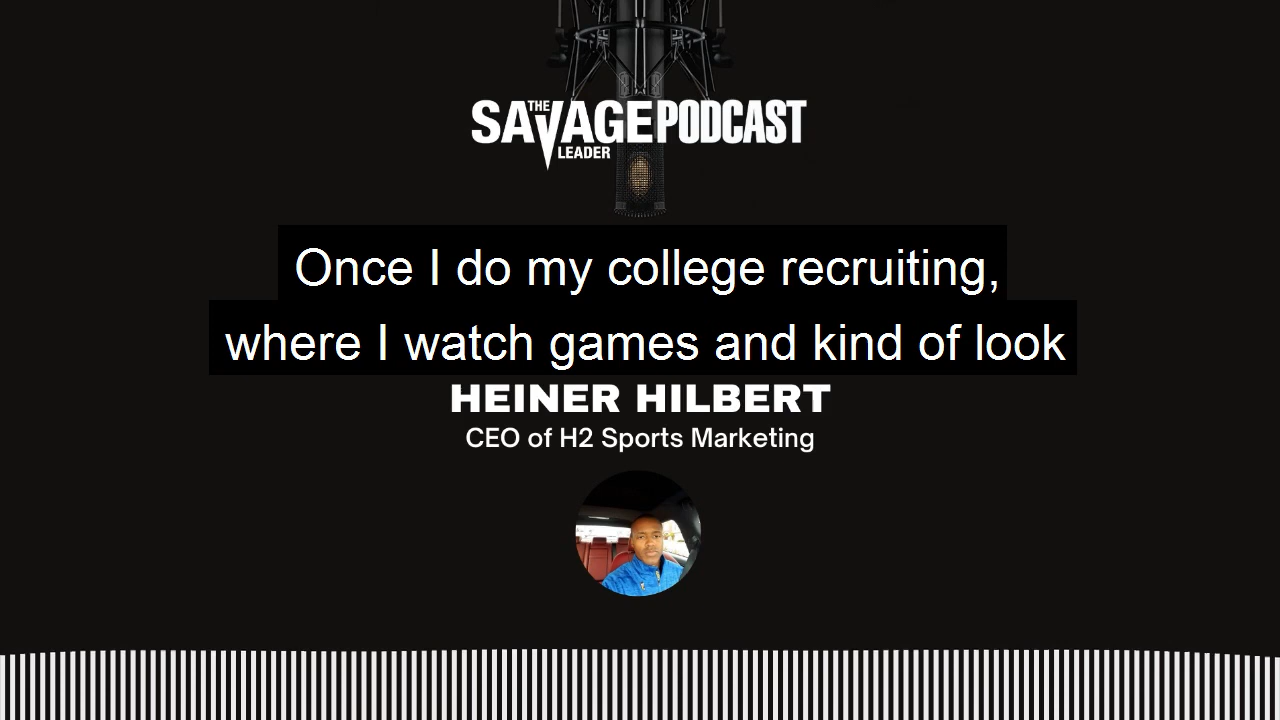 THE
SAVAGE PODCAST
LEADER
Once I do my college recruiting,
where I watch games and kind of look
HEINER HILBERT
CEO of H2 Sports Marketing